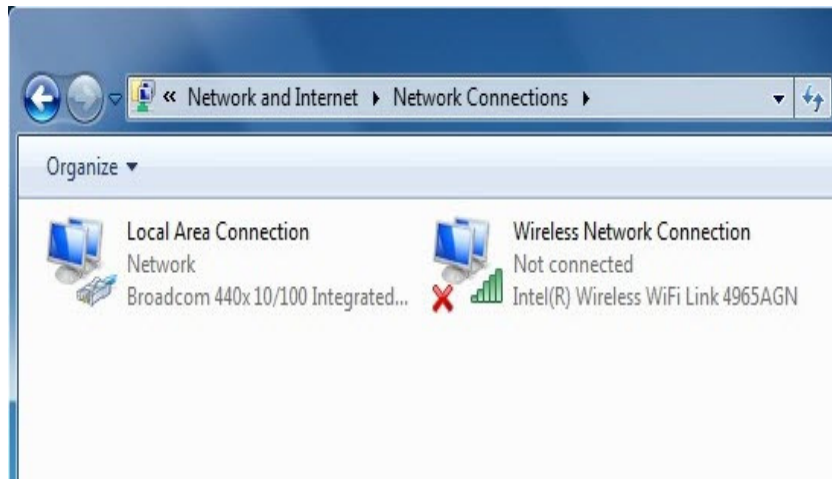 « Network and Internet ▸ Network Connections ▸
Organize ▾
Local Area Connection
Network
Broadcom 440x 10/100 Integrated...
Wireless Network Connection
Not connected
Intel(R) Wireless WiFi Link 4965AGN